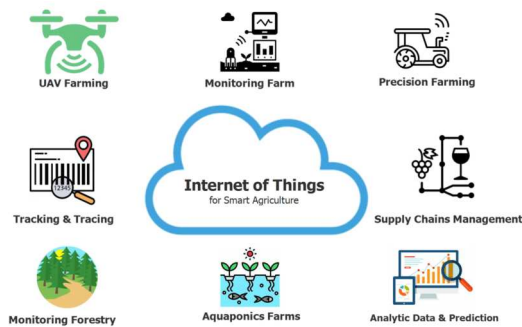 UAV Farming
Monitoring Farm
Precision Farming
Internet of Things
for Smart Agriculture
12345
Tracking & Tracing
Supply Chains Management
Monitoring Forestry
Aquaponics Farms
Analytic Data & Prediction